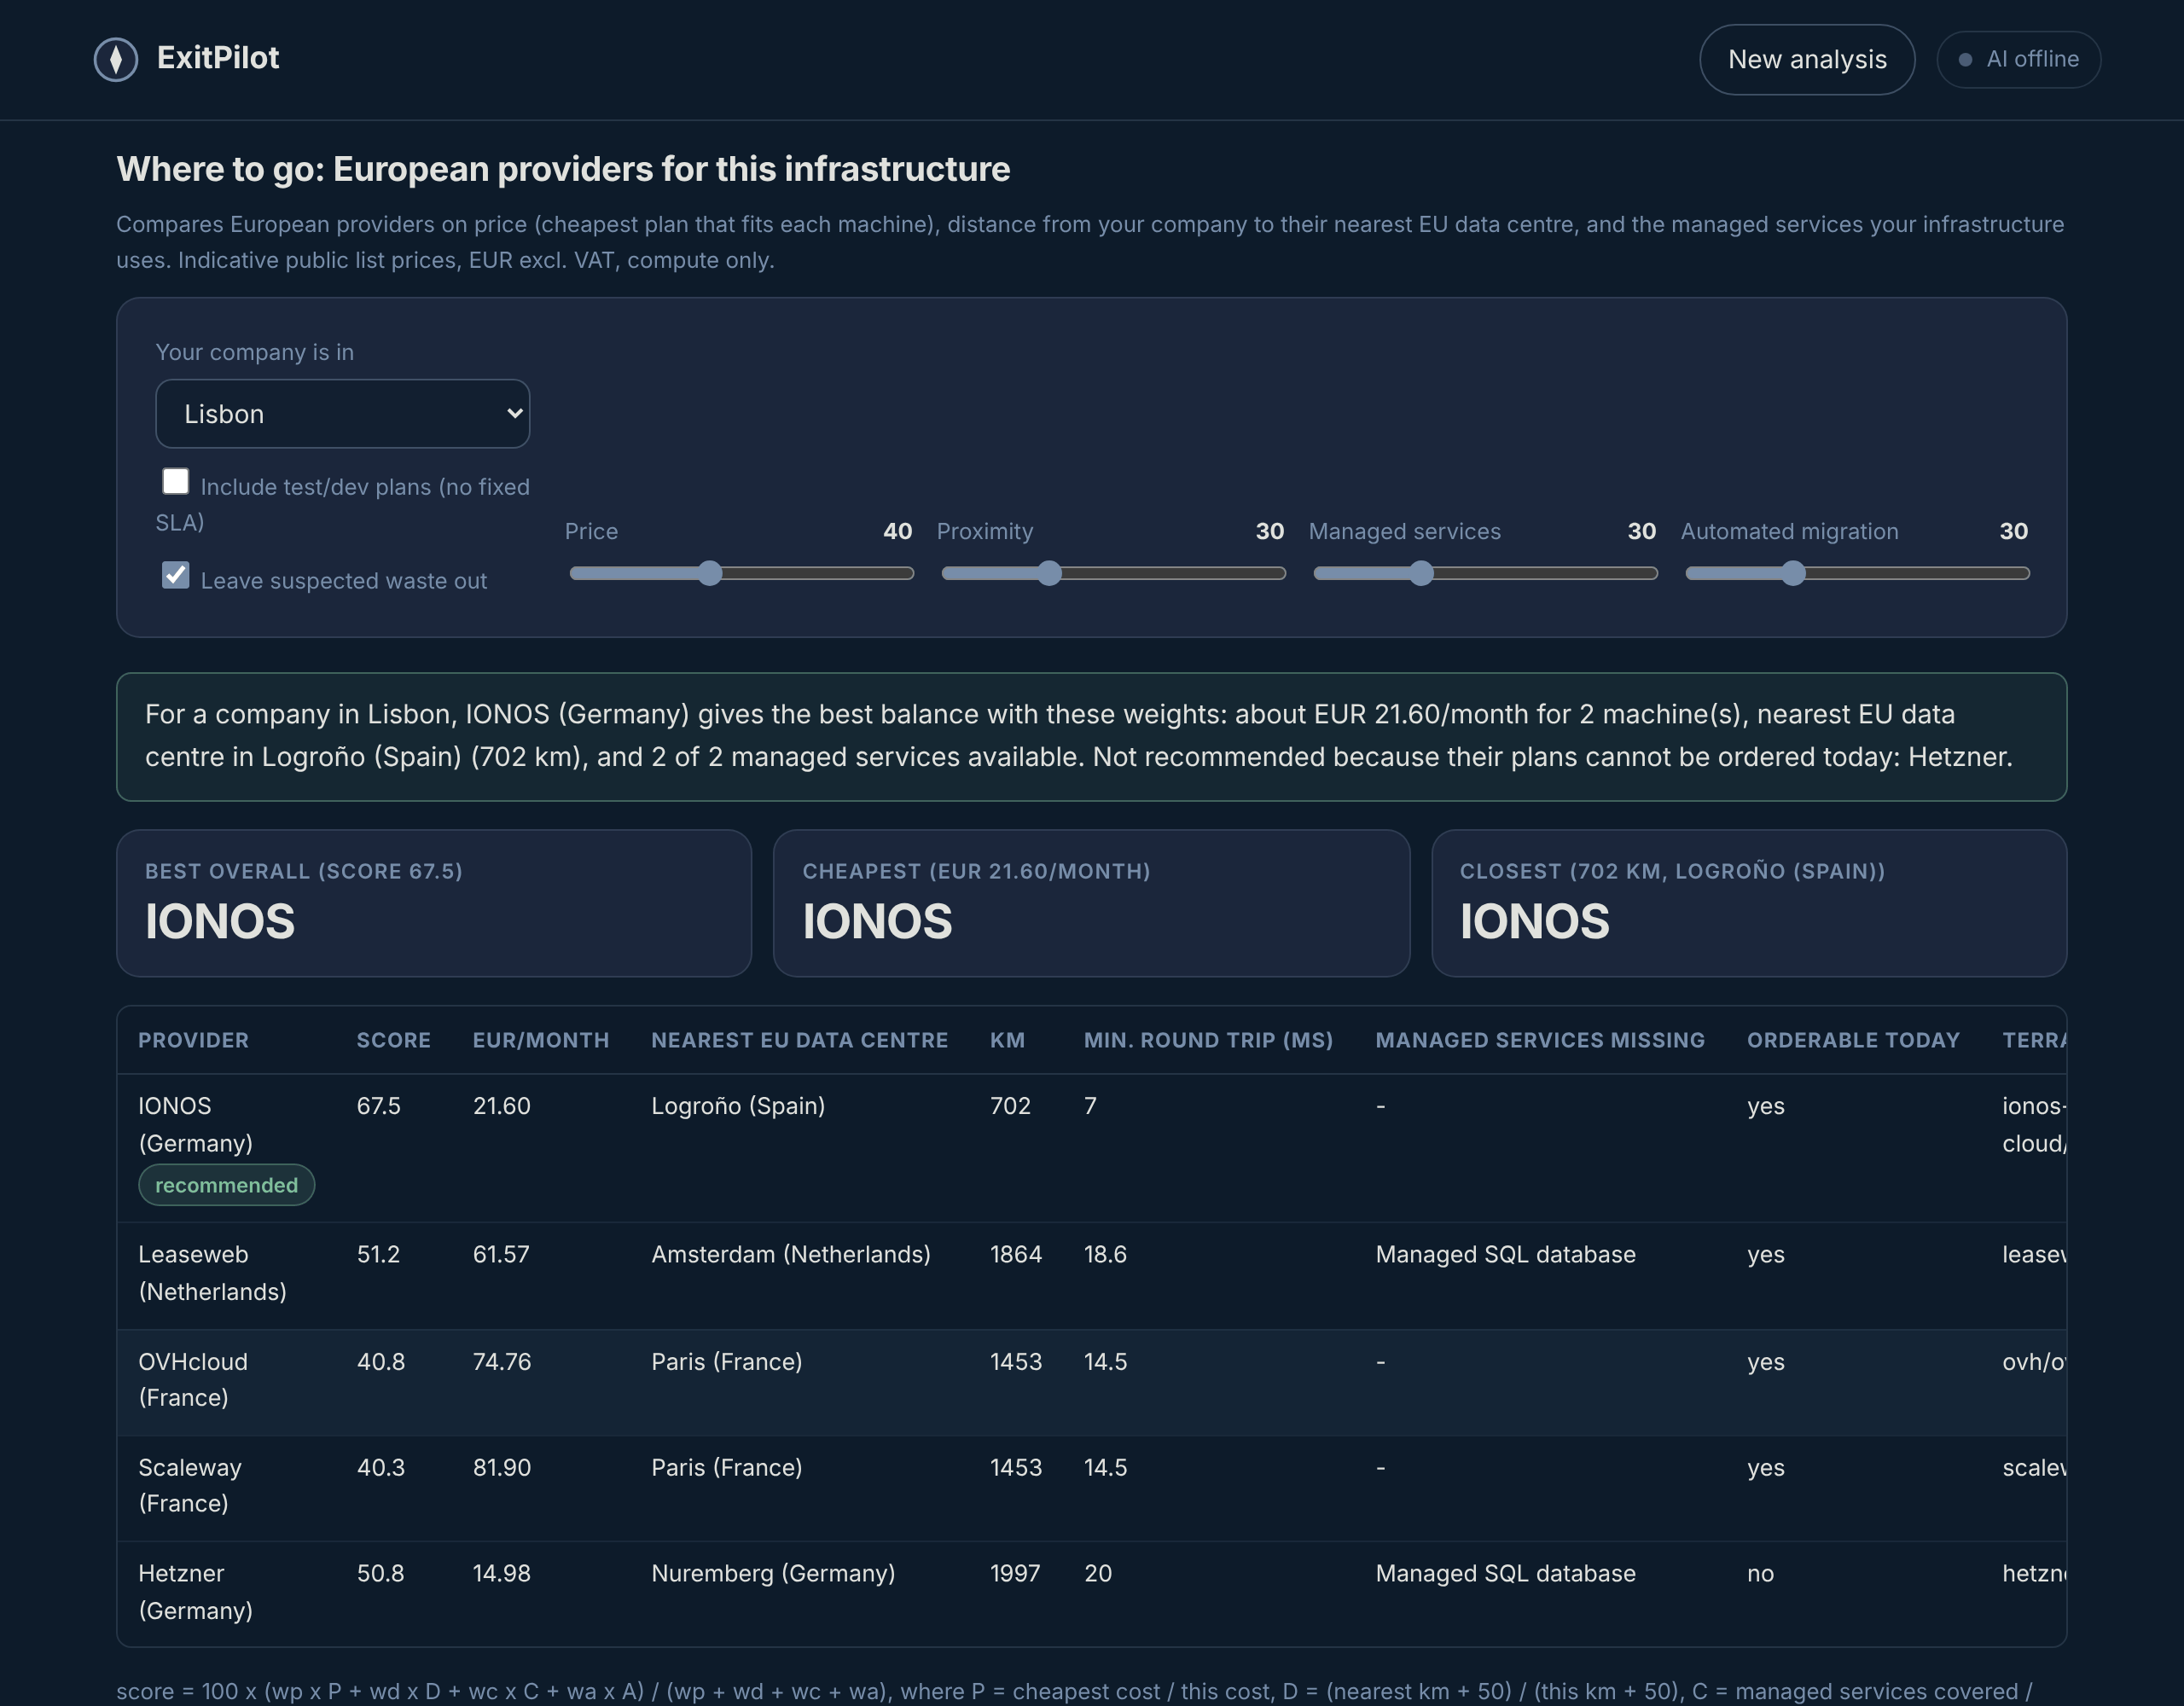 ExitPilot
New analysis
AI offline
Where to go: European providers for this infrastructure
Compares European providers on price (cheapest plan that fits each machine), distance from your company to their nearest EU data centre, and the managed services your infrastructure
uses. Indicative public list prices, EUR excl. VAT, compute only.
Your company is in
Lisbon
Include test/dev plans (no fixed
SLA)
Leave suspected waste out
Price 40
Proximity 30
Managed services 30
Automated migration 30
For a company in Lisbon, IONOS (Germany) gives the best balance with these weights: about EUR 21.60/month for 2 machine(s), nearest EU data
centre in Logroño (Spain) (702 km), and 2 of 2 managed services available. Not recommended because their plans cannot be ordered today: Hetzner.
BEST OVERALL (SCORE 67.5)
IONOS
CHEAPEST (EUR 21.60/MONTH)
IONOS
CLOSEST (702 KM, LOGROÑO (SPAIN))
IONOS
PROVIDER SCORE EUR/MONTH NEAREST EU DATA CENTRE KM MIN. ROUND TRIP (MS) MANAGED SERVICES MISSING ORDERABLE TODAY TERRA
IONOS 67.5 21.60 Logroño (Spain) 702 7 - yes ionos-
(Germany) cloud/
recommended
Leaseweb 51.2 61.57 Amsterdam (Netherlands) 1864 18.6 Managed SQL database yes lease
(Netherlands)
OVHcloud 40.8 74.76 Paris (France) 1453 14.5 - yes ovh/o
(France)
Scaleway 40.3 81.90 Paris (France) 1453 14.5 - yes scale
(France)
Hetzner 50.8 14.98 Nuremberg (Germany) 1997 20 Managed SQL database no hetzn
(Germany)
score = 100 x (wp x P + wd x D + wc x C + wa x A) / (wp + wd + wc + wa), where P = cheapest cost / this cost, D = (nearest km + 50) / (this km + 50), C = managed services covered /